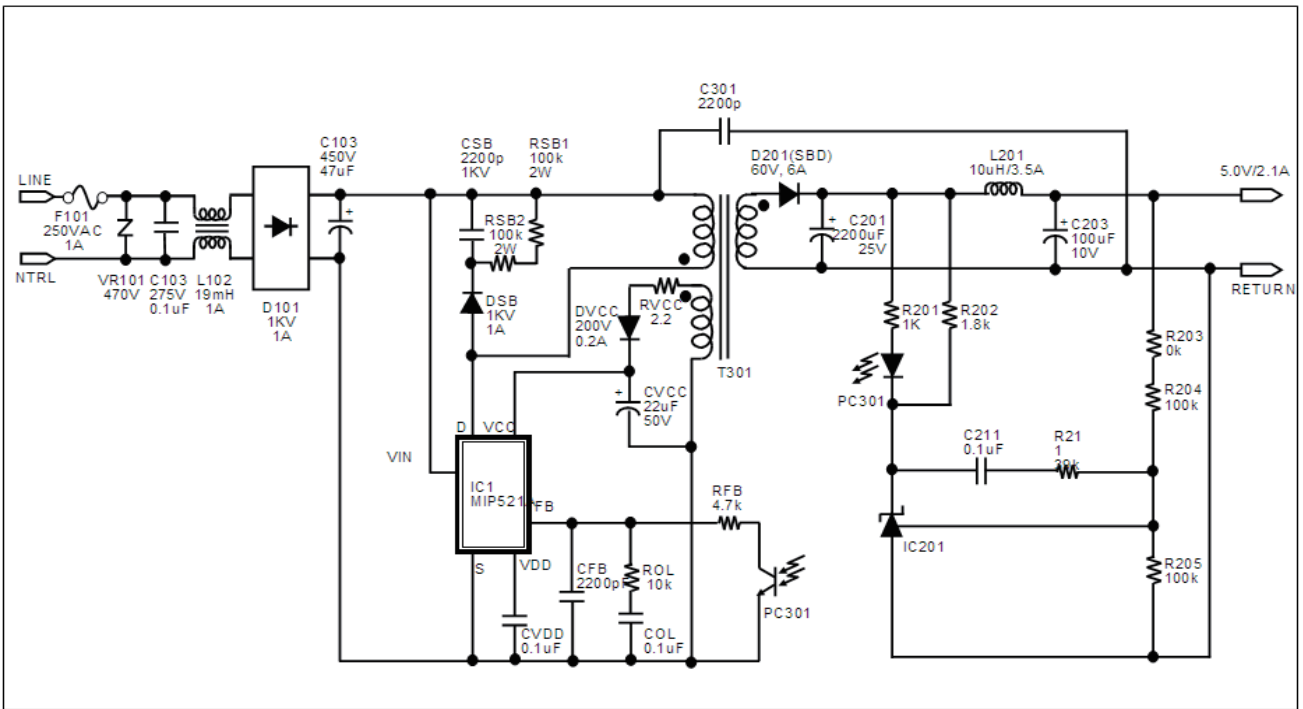 C301
2200p
C103
450V
47uF
CSB
2200p
1KV
RSB1
100k
2W
D201(SBD)
60V, 6A
L201
10uH/3.5A
5.0V/2.1A
LINE
F101
250VAC
1A
RSB2
100k
2W
C201
2200uF
25V
C203
100uF
10V
NTRL
VR101
470V
C103
275V
0.1uF
L102
19mH
1A
D101
1KV
1A
DSB
1KV
1A
DVCC
200V
0.2A
RVCC
2.2
RETURN
R201
1K
R202
1.8k
R203
0k
T301
PC301
R204
100k
CVCC
22uF
50V
D
VCC
VIN
C211
0.1uF
R21
1
39k
IC1
MIP521A
FB
RFB
4.7k
IC201
S
VDD
CFB
2200pF
ROL
10k
R205
100k
PC301
CVDD
0.1uF
COL
0.1uF